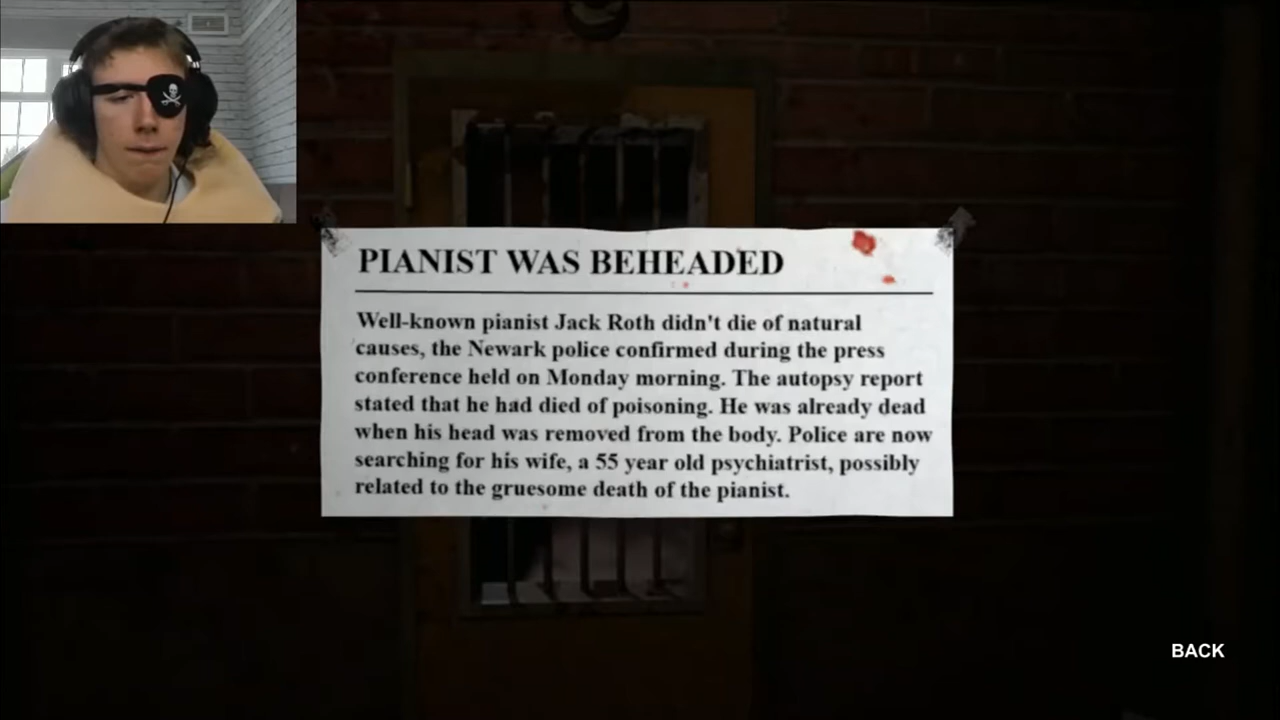 PIANIST WAS BEHEADED
Well-known pianist Jack Roth didn't die of natural
causes, the Newark police confirmed during the press
conference held on Monday morning. The autopsy report
stated that he had died of poisoning. He was already dead
when his head was removed from the body. Police are now
searching for his wife, a 55 year old psychiatrist, possibly
related to the gruesome death of the pianist.
BACK